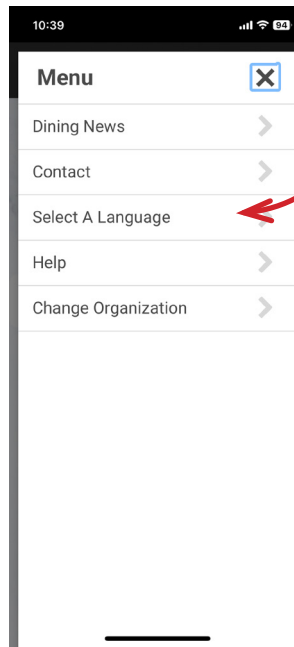 10:39
94
Menu
Dining News
Contact
Select A Language
Help
Change Organization